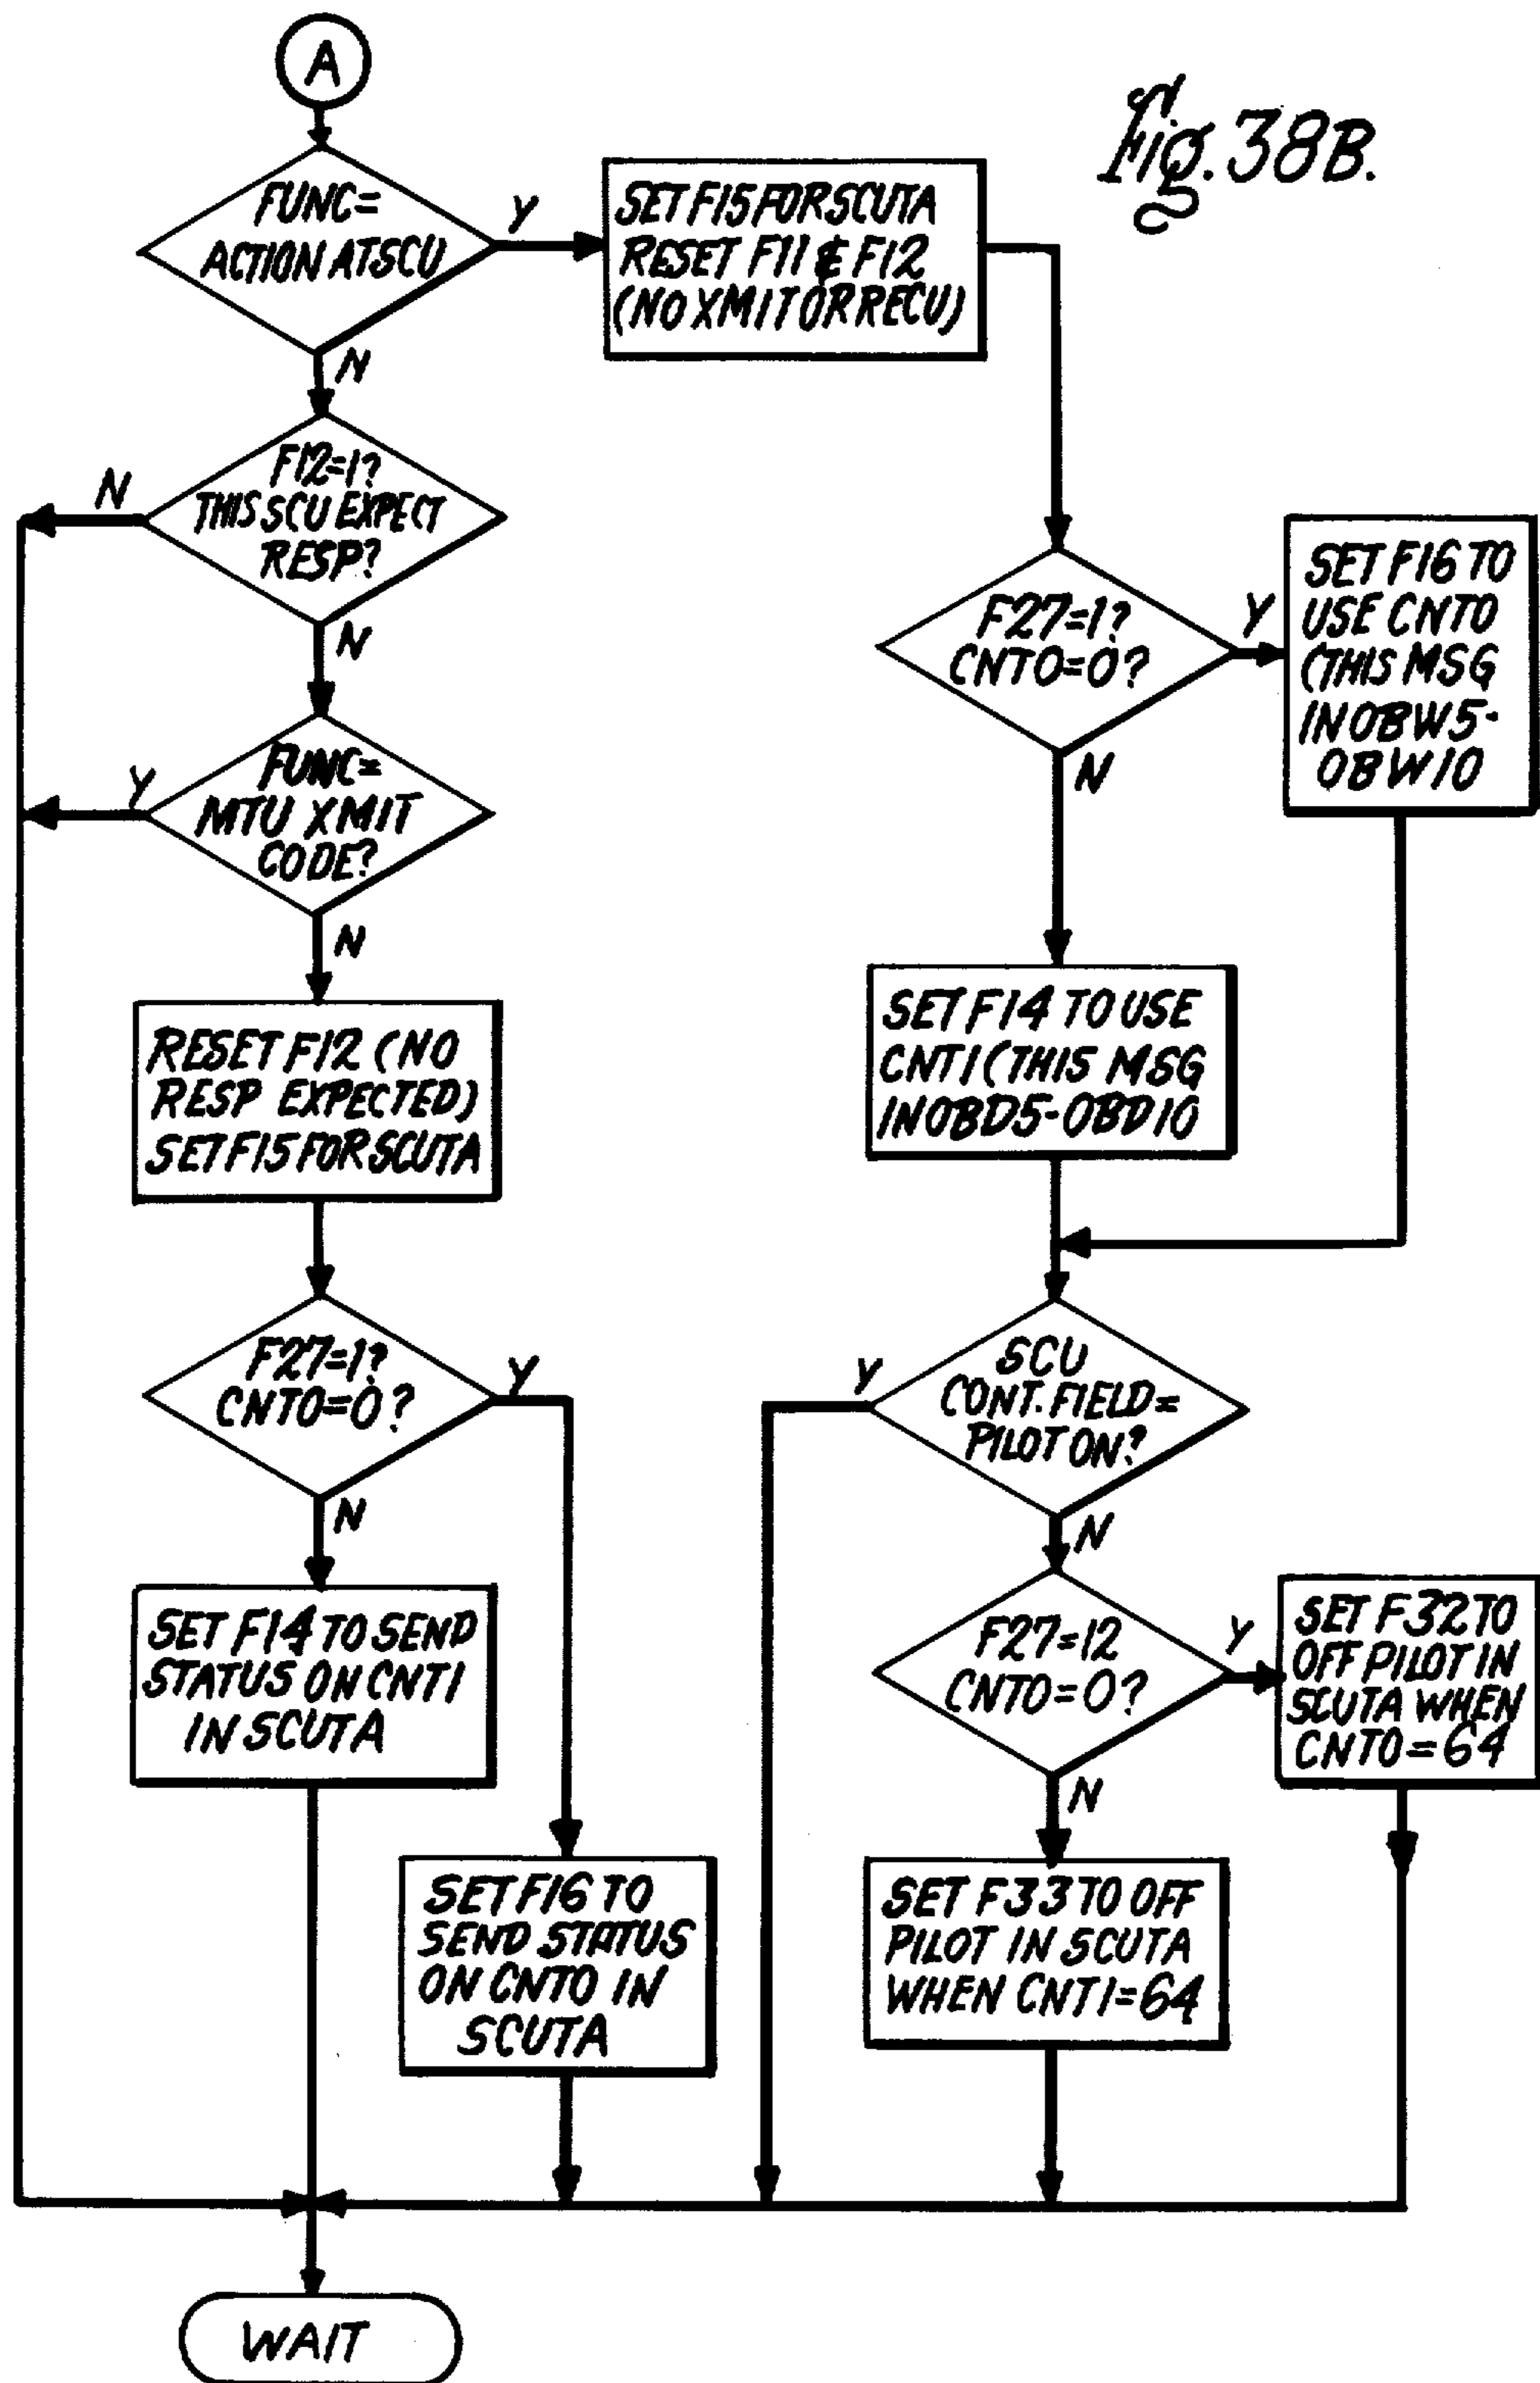 A
Fig. 38B.
FUNC=
ACTION AT SCU
Y
SET F15 FOR SCUTA
RESET F11 & F12
(NO XMIT OR RECU)
N
F12=1?
THIS SCU EXPECT
RESP?
N
N
FUNC=
MTU XMIT
CODE?
Y
N
RESET F12 (NO
RESP EXPECTED)
SET F15 FOR SCUTA
F27=1?
CNT0=0?
Y
N
SET F14 TO SEND
STATUS ON CNT1
IN SCUTA
SET F16 TO
SEND STATUS
ON CNT0 IN
SCUTA
F27=1?
CNT0=0?
Y
SET F16 TO
USE CNT0
(THIS MSG
IN OBW5-
OBW10
N
SET F14 TO USE
CNT1 (THIS MSG
IN OBD5-OBD10
SCU
CONT. FIELD=
PILOT ON?
Y
N
F27=12
CNT0=0?
Y
SET F32 TO
OFF PILOT IN
SCUTA WHEN
CNT0=64
N
SET F33 TO OFF
PILOT IN SCUTA
WHEN CNT1=64
WAIT